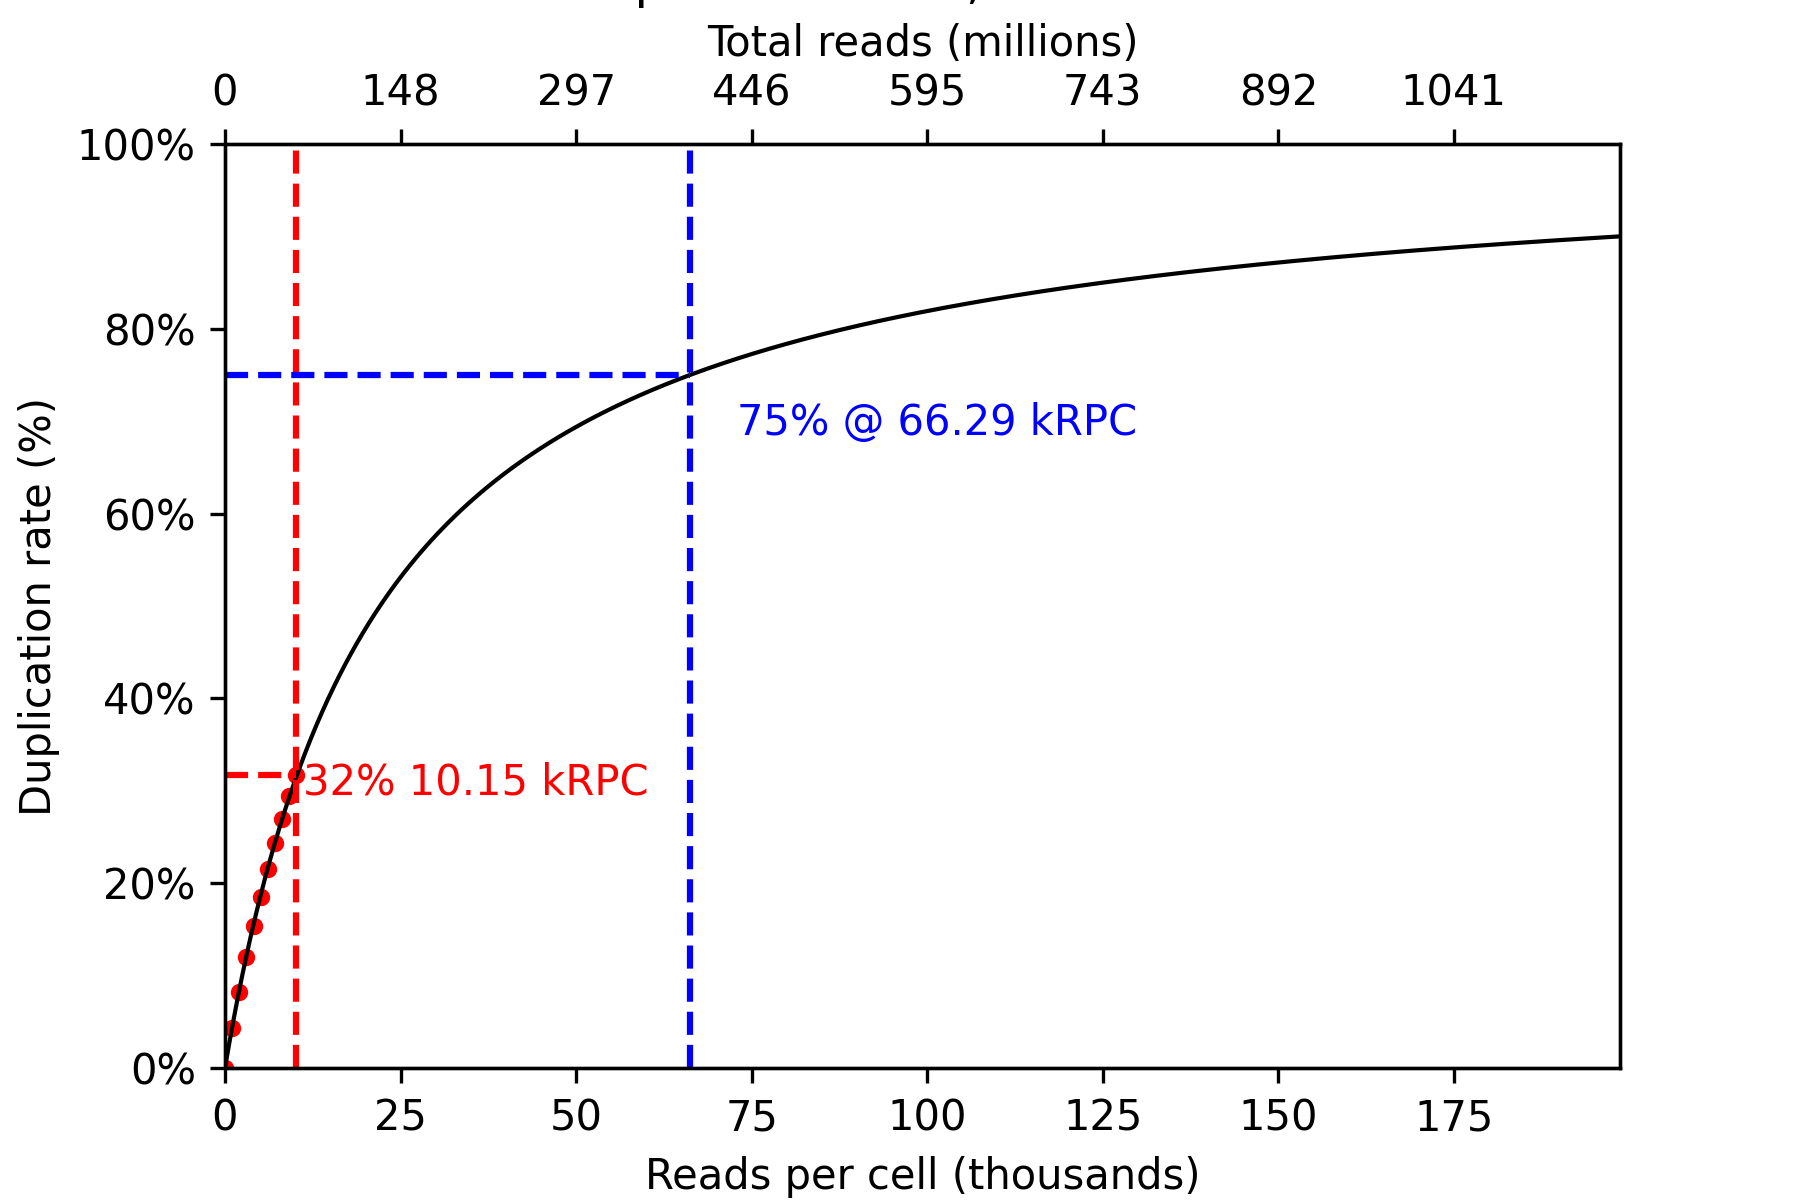 Total reads (millions)
0 148 297 446 595 743 892 1041
100%
80%
60%
40%
20%
0%
Duplication rate (%)
75% @ 66.29 kRPC
32% 10.15 kRPC
0 25 50 75 100 125 150 175
Reads per cell (thousands)